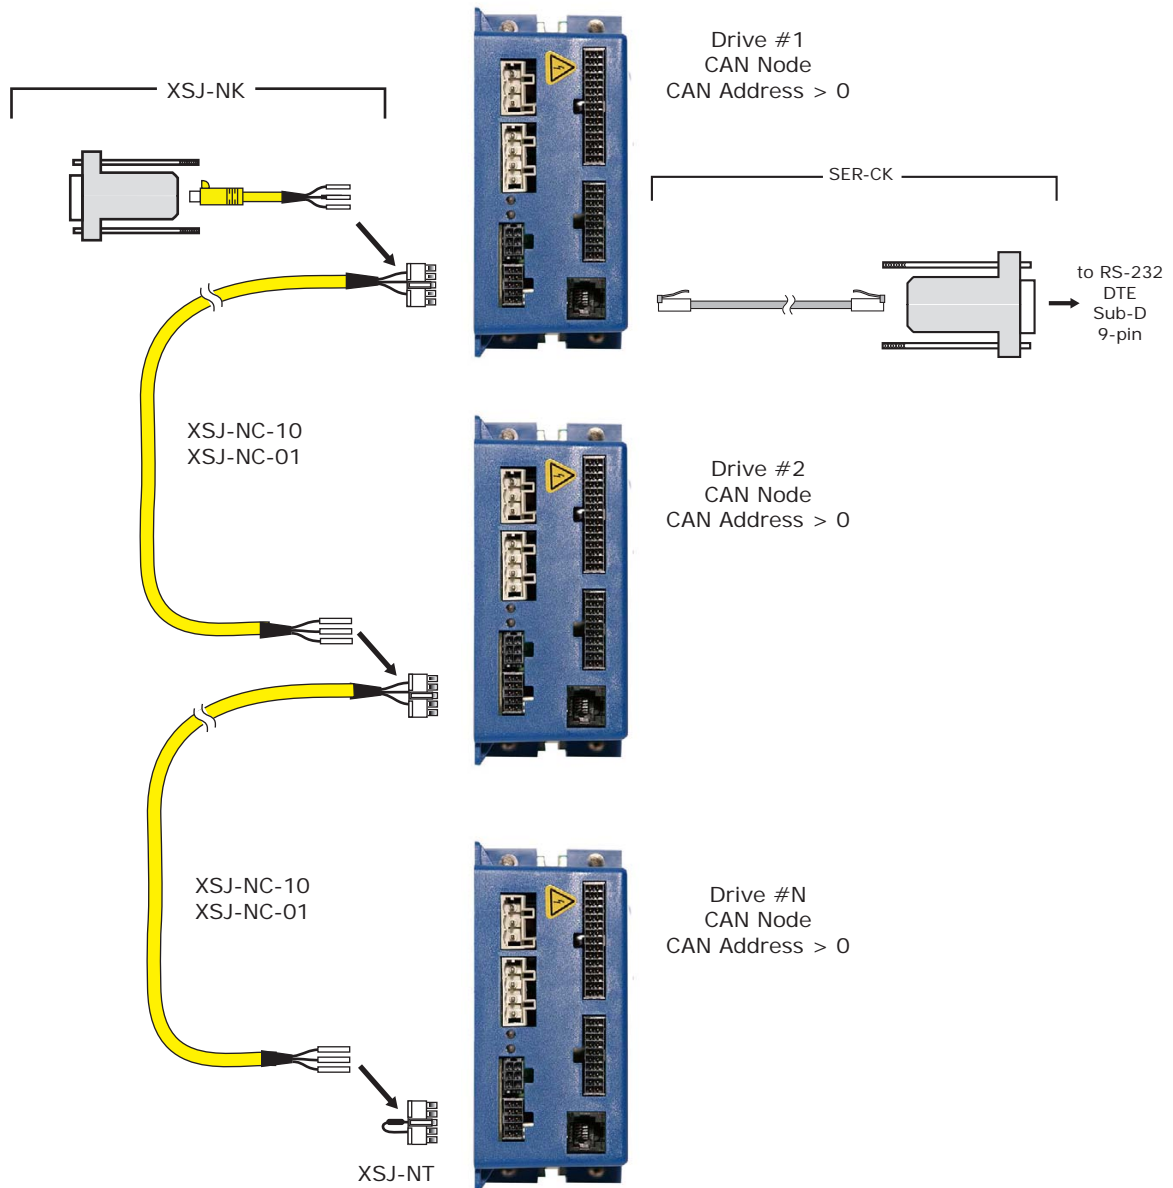 Drive #1
CAN Node
CAN Address > 0
XSJ-NK
SER-CK
to RS-232
DTE
Sub-D
9-pin
XSJ-NC-10
XSJ-NC-01
Drive #2
CAN Node
CAN Address > 0
XSJ-NC-10
XSJ-NC-01
Drive #N
CAN Node
CAN Address > 0
XSJ-NT